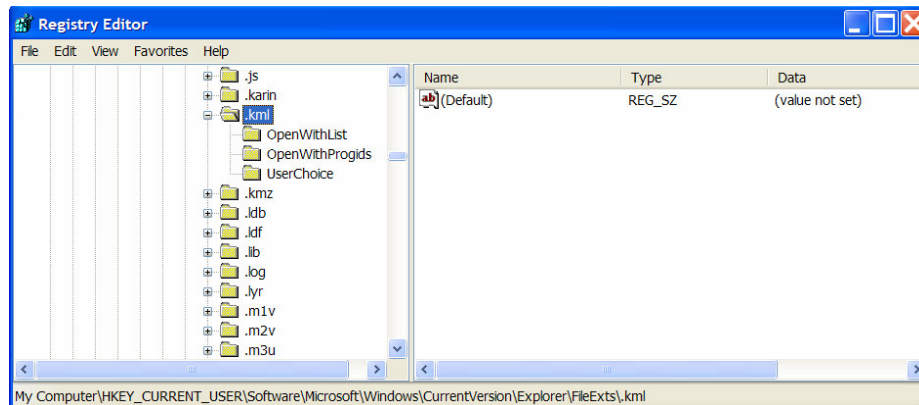 Registry Editor
File Edit View Favorites Help
.js
.karin
.kml
OpenWithList
OpenWithProgids
UserChoice
.kmz
.ldb
.ldf
.lib
.log
.lyr
.m1v
.m2v
.m3u
Name Type Data
ab (Default) REG_SZ (value not set)
My Computer\HKEY_CURRENT_USER\Software\Microsoft\Windows\CurrentVersion\Explorer\FileExts\.kml